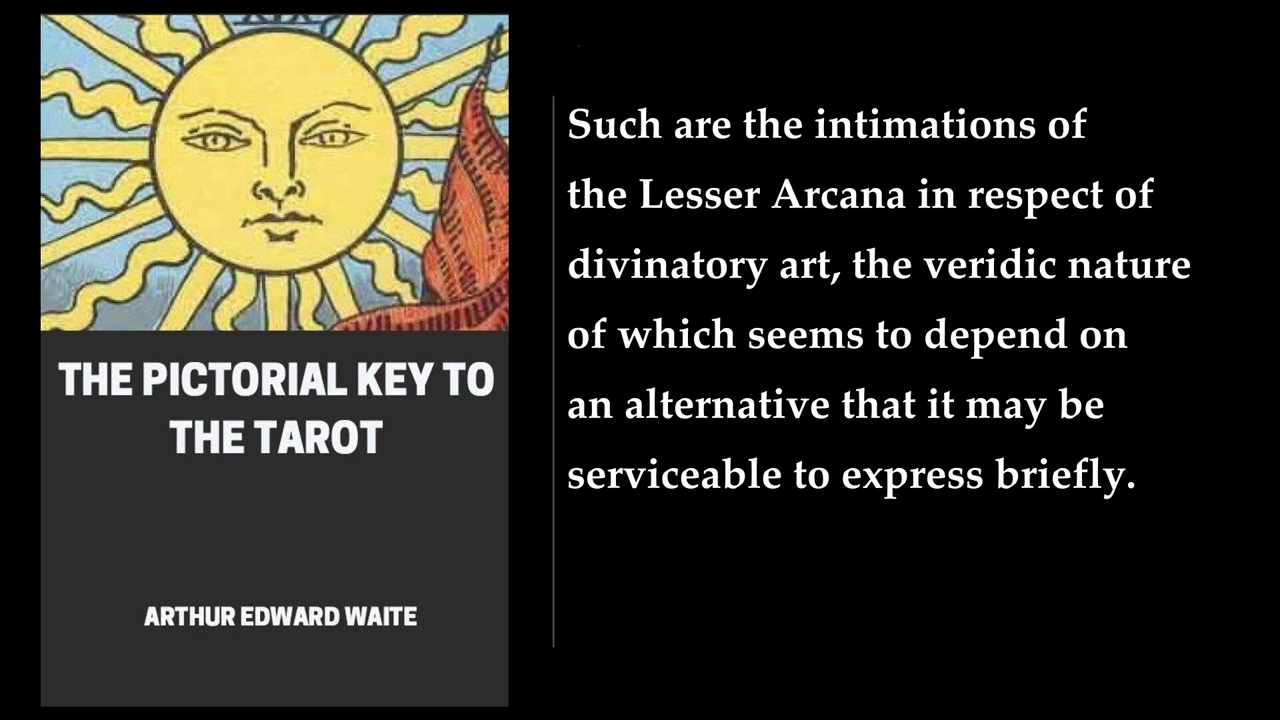 THE PICTORIAL KEY TO
THE TAROT
ARTHUR EDWARD WAITE
Such are the intimations of
the Lesser Arcana in respect of
divinatory art, the veridic nature
of which seems to depend on
an alternative that it may be
serviceable to express briefly.